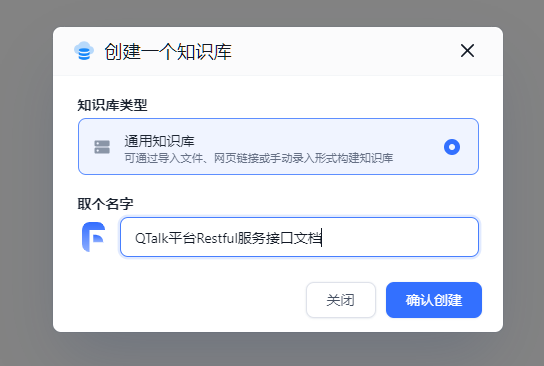 创建一个知识库
知识库类型
通用知识库
可通过导入文件、网页链接或手动录入形式构建知识库
取个名字
QTalk平台Restful服务接口文档
关闭
确认创建